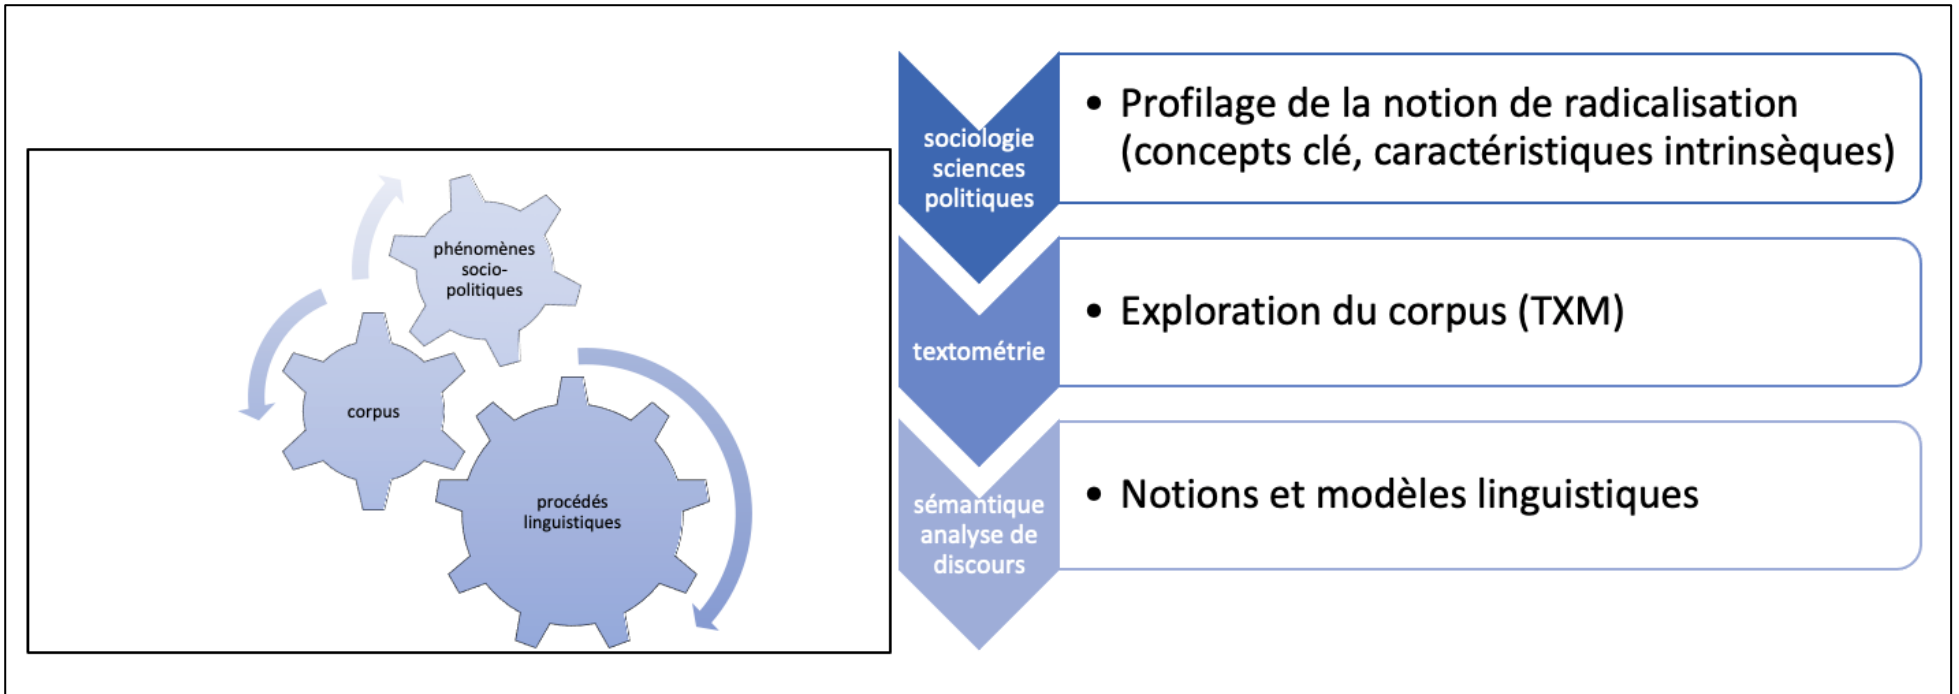 phénomènes
socio-
politiques
corpus
procédés
linguistiques
sociologie
sciences
politiques
• Profilage de la notion de radicalisation
(concepts clé, caractéristiques intrinsèques)
textométrie
• Exploration du corpus (TXM)
sémantique
analyse de
discours
• Notions et modèles linguistiques